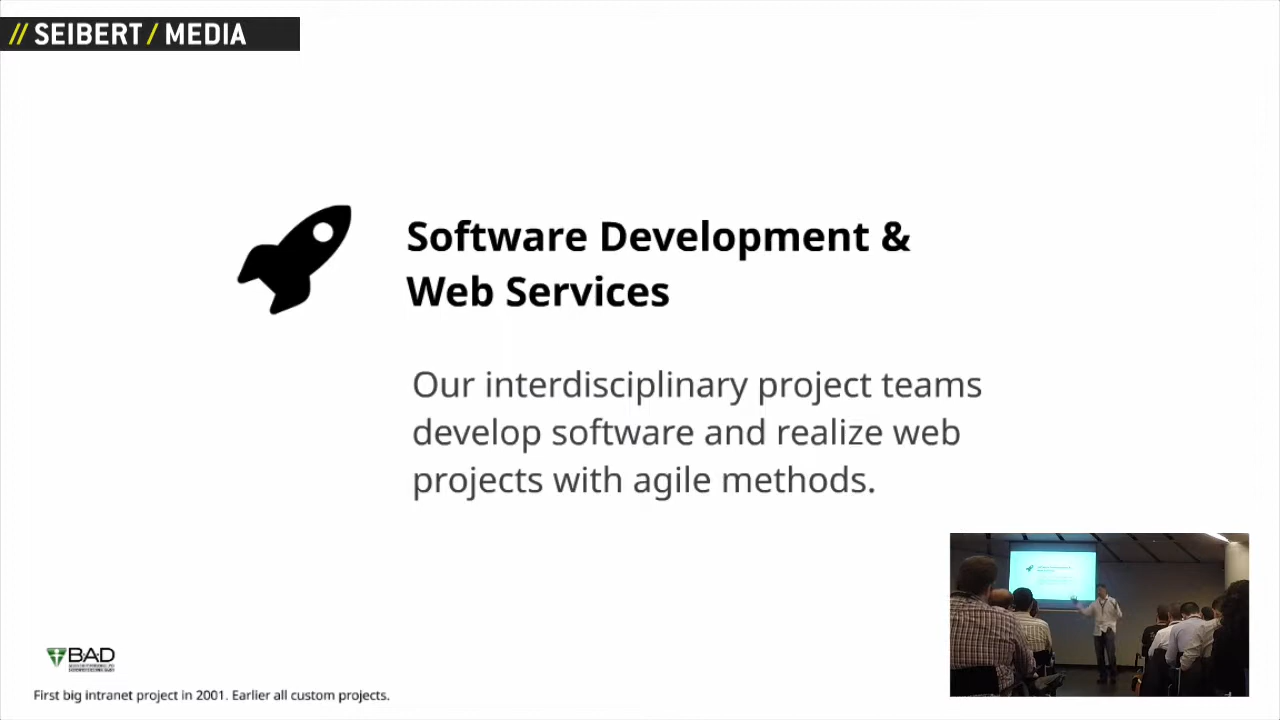 // SEIBERT / MEDIA
Software Development &
Web Services
Our interdisciplinary project teams
develop software and realize web
projects with agile methods.
BAD
First big intranet project in 2001. Earlier all custom projects.